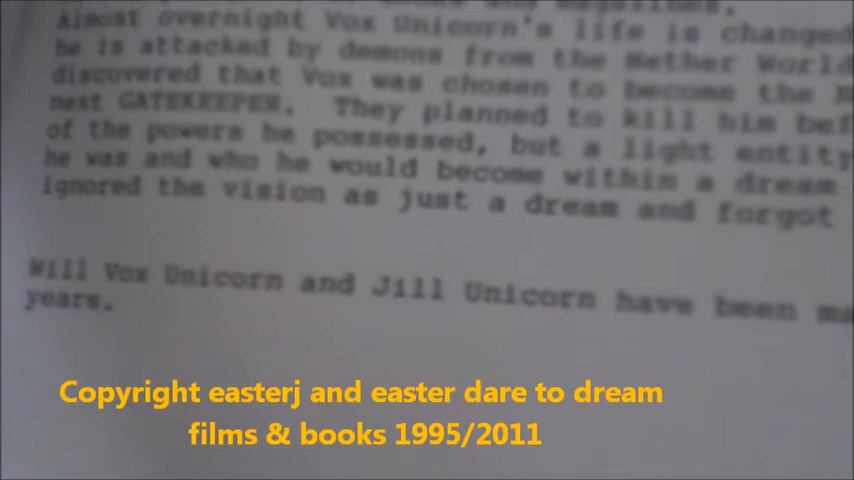 Almost overnight Vox Unicorn's life is changed
he is attacked by demons from the Nether World
discovered that Vox was chosen to become the
next GATEKEEPER. They planned to kill him bef
of the powers he possessed, but a light entity
he was and who he would become within a dream
ignored the vision as just a dream and forgot
Will Vox Unicorn and Jill Unicorn have been ma
years.
Copyright easterj and easter dare to dream
films & books 1995/2011